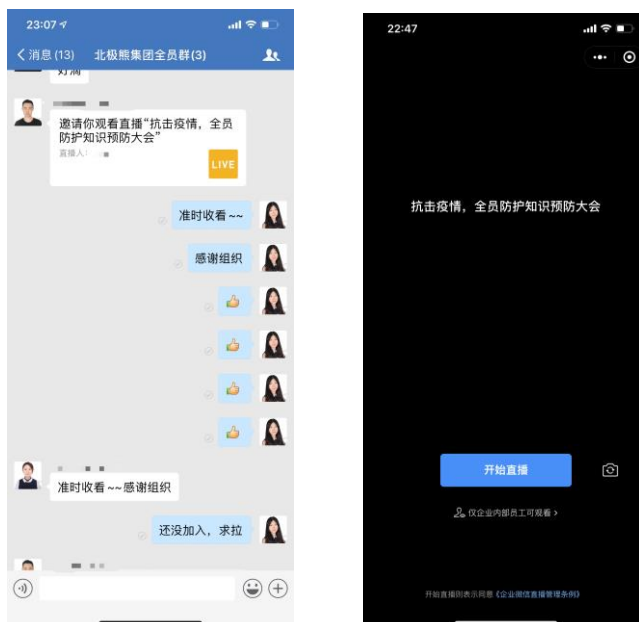 23:07
消息 (13)
北极熊集团全员群(3)
好滴
邀请你观看直播“抗击疫情，全员
防护知识预防大会”
直播人：
LIVE
准时收看~~
感谢组织
准时收看~~感谢组织
还没加入，求拉
22:47
抗击疫情，全员防护知识预防大会
开始直播
仅企业内部员工可观看
开始直播则表示同意《企业微信直播管理条例》